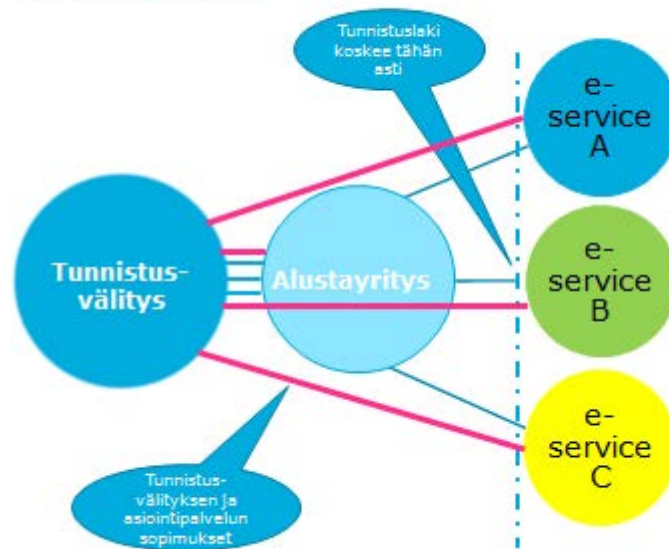 Tunnistuslaki
koskee tähän
asti
e-
service
A
Tunnistus-
välitys
Alustayritys
e-
service
B
e-
service
C
Tunnistus-
välityksen ja
asiointipalvelun
sopimukset